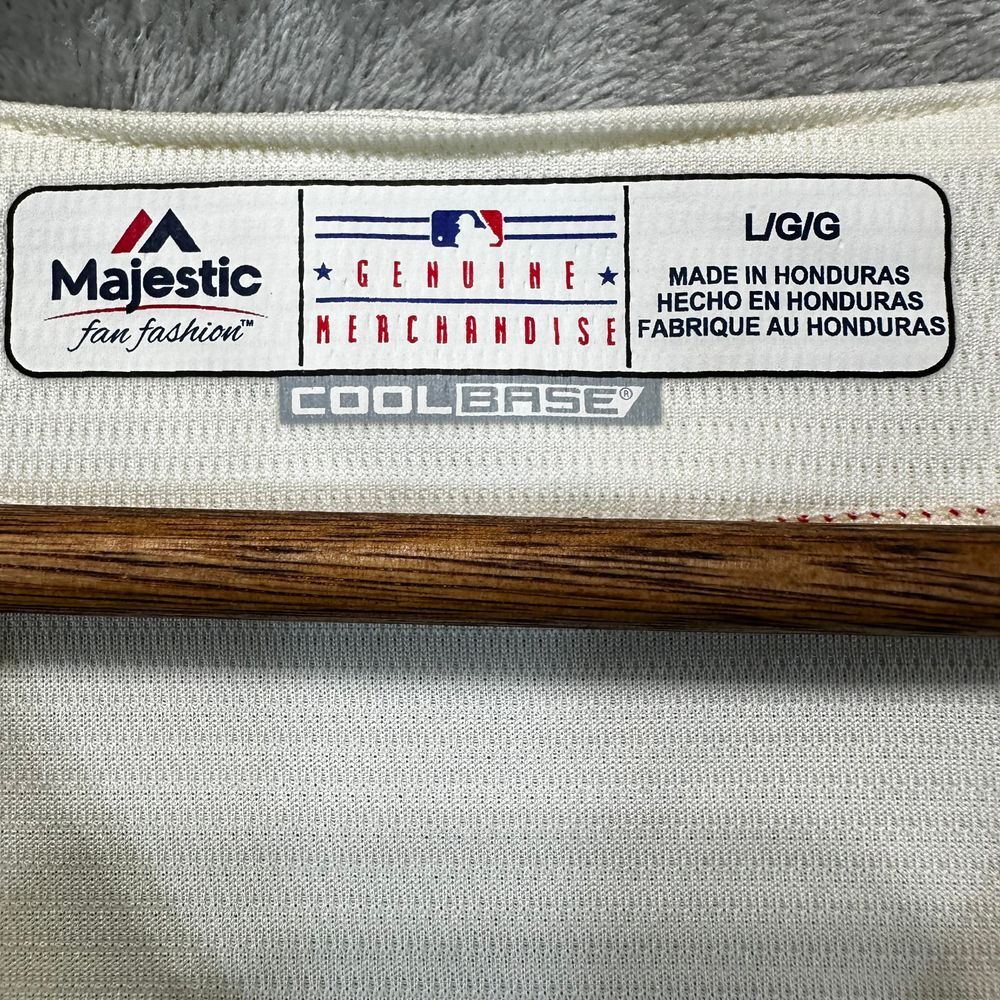 Majestic
fan fashion™
★ GENUINE ★
MERCHANDISE
L/G/G
MADE IN HONDURAS
HECHO EN HONDURAS
FABRIQUE AU HONDURAS
COOLBASE®